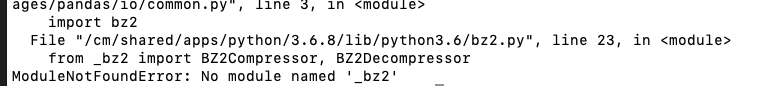 ages/pandas/io/common.py", line 3, in <module>
    import bz2
  File "/cm/shared/apps/python/3.6.8/lib/python3.6/bz2.py", line 23, in <module>
    from _bz2 import BZ2Compressor, BZ2Decompressor
ModuleNotFoundError: No module named '_bz2'